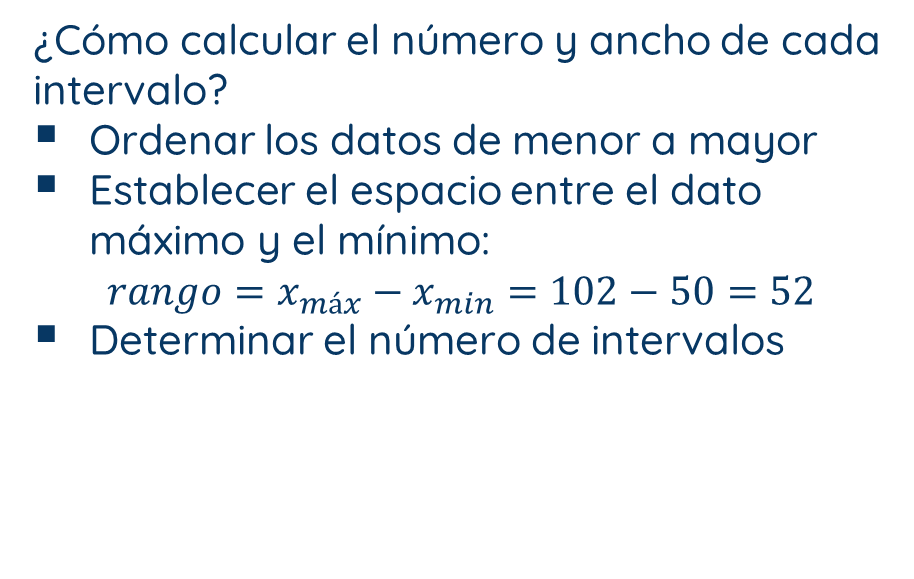 ¿Cómo calcular el número y ancho de cada
intervalo?
▪ Ordenar los datos de menor a mayor
▪ Establecer el espacio entre el dato
máximo y el mínimo:
rango = x_{máx} − x_{min} = 102 − 50 = 52
▪ Determinar el número de intervalos